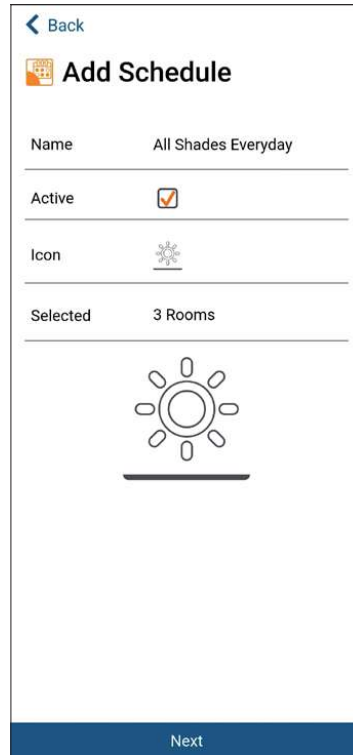 Back
Add Schedule
Name All Shades Everyday
Active
Icon
Selected 3 Rooms
Next